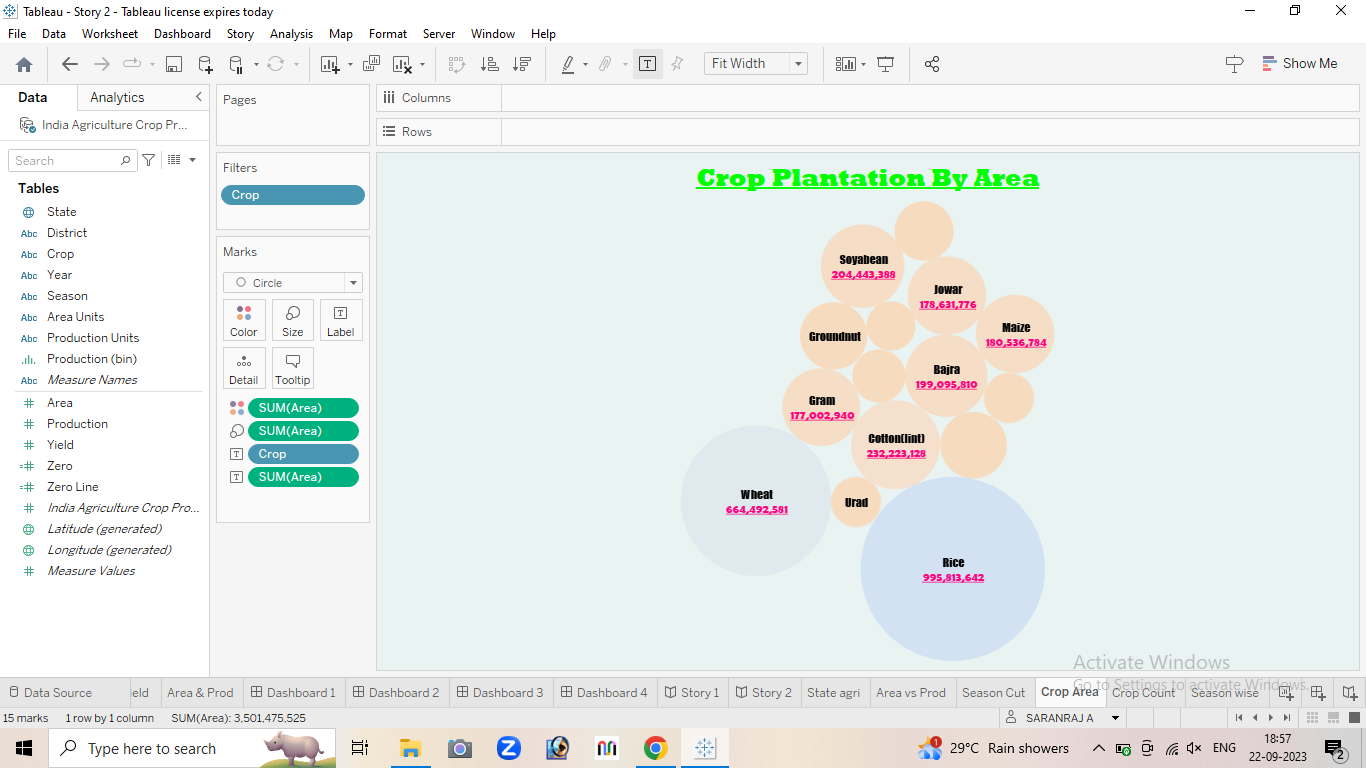 Tableau - Story 2 - Tableau license expires today
File Data Worksheet Dashboard Story Analysis Map Format Server Window Help
Fit Width
Show Me
Data Analytics
India Agriculture Crop Pr...
Search
Tables
State
Abc District
Abc Crop
Abc Year
Abc Season
Abc Area Units
Abc Production Units
Production (bin)
Abc Measure Names
# Area
# Production
# Yield
=# Zero
=# Zero Line
# India Agriculture Crop Pro...
Latitude (generated)
Longitude (generated)
# Measure Values
Pages
Filters
Crop
Marks
Circle
Color Size Label
Detail Tooltip
SUM(Area)
SUM(Area)
Crop
SUM(Area)
Columns
Rows
Crop Plantation By Area
Soyabean
204,443,388
Jowar
178,631,776
Maize
180,536,784
Groundnut
Bajra
199,095,810
Gram
177,002,940
Cotton(lint)
232,223,128
Wheat
664,492,581
Urad
Rice
995,813,642
Activate Windows
Go to Settings to activate Windows.
Data Source eld Area & Prod Dashboard 1 Dashboard 2 Dashboard 3 Dashboard 4 Story 1 Story 2 State agri Area vs Prod Season Cut Crop Area Crop Count Season wise
15 marks 1 row by 1 column SUM(Area): 3,501,475,525
SARANRAJ A
Type here to search
29°C Rain showers
ENG
18:57
22-09-2023
2